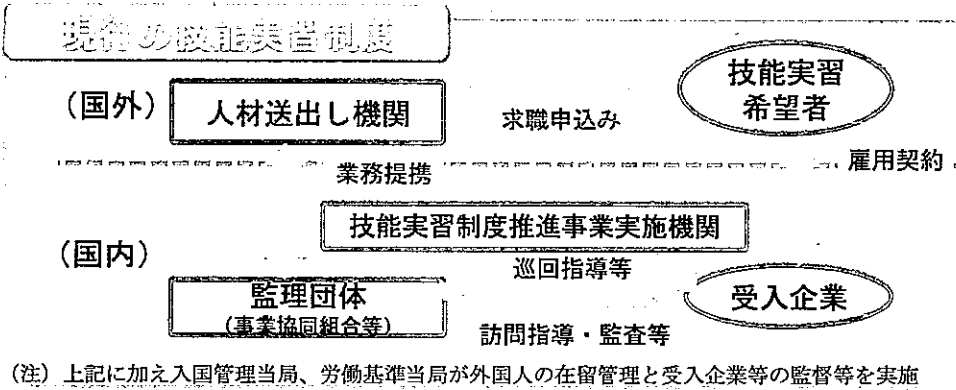 現行の技能実習制度
(国外)
人材送出し機関
求職申込み
技能実習
希望者
業務提携
雇用契約
技能実習制度推進事業実施機関
(国内)
巡回指導等
監理団体
(事業協同組合等)
受入企業
訪問指導・監査等
(注)上記に加え入国管理当局、労働基準当局が外国人の在留管理と受入企業等の監督等を実施